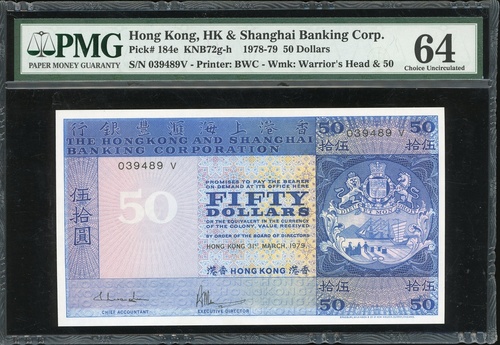 PMG
PAPER MONEY GUARANTY
Hong Kong, HK & Shanghai Banking Corp.
Pick# 184e KNB72g-h 1978-79 50 Dollars
S/N 039489V - Printer: BWC - Wmk: Warrior's Head & 50
64
Choice Uncirculated
行銀豐滙海上港香
THE HONGKONG AND SHANGHAI
BANKING CORPORATION
039489 V
50
039489 V
50
拾伍
拾伍
PROMISES TO PAY THE BEARER
ON DEMAND AT ITS OFFICE HERE
FIFTY
DOLLARS
OR THE EQUIVALENT IN THE CURRENCY
OF THE COLONY, VALUE RECEIVED
BY ORDER OF THE BOARD OF DIRECTORS
HONG KONG 31ST MARCH, 1979
港香 HONG KONG 港香
伍拾圓
50
CHIEF ACCOUNTANT
EXECUTIVE DIRECTOR
拾伍
拾伍
50
50